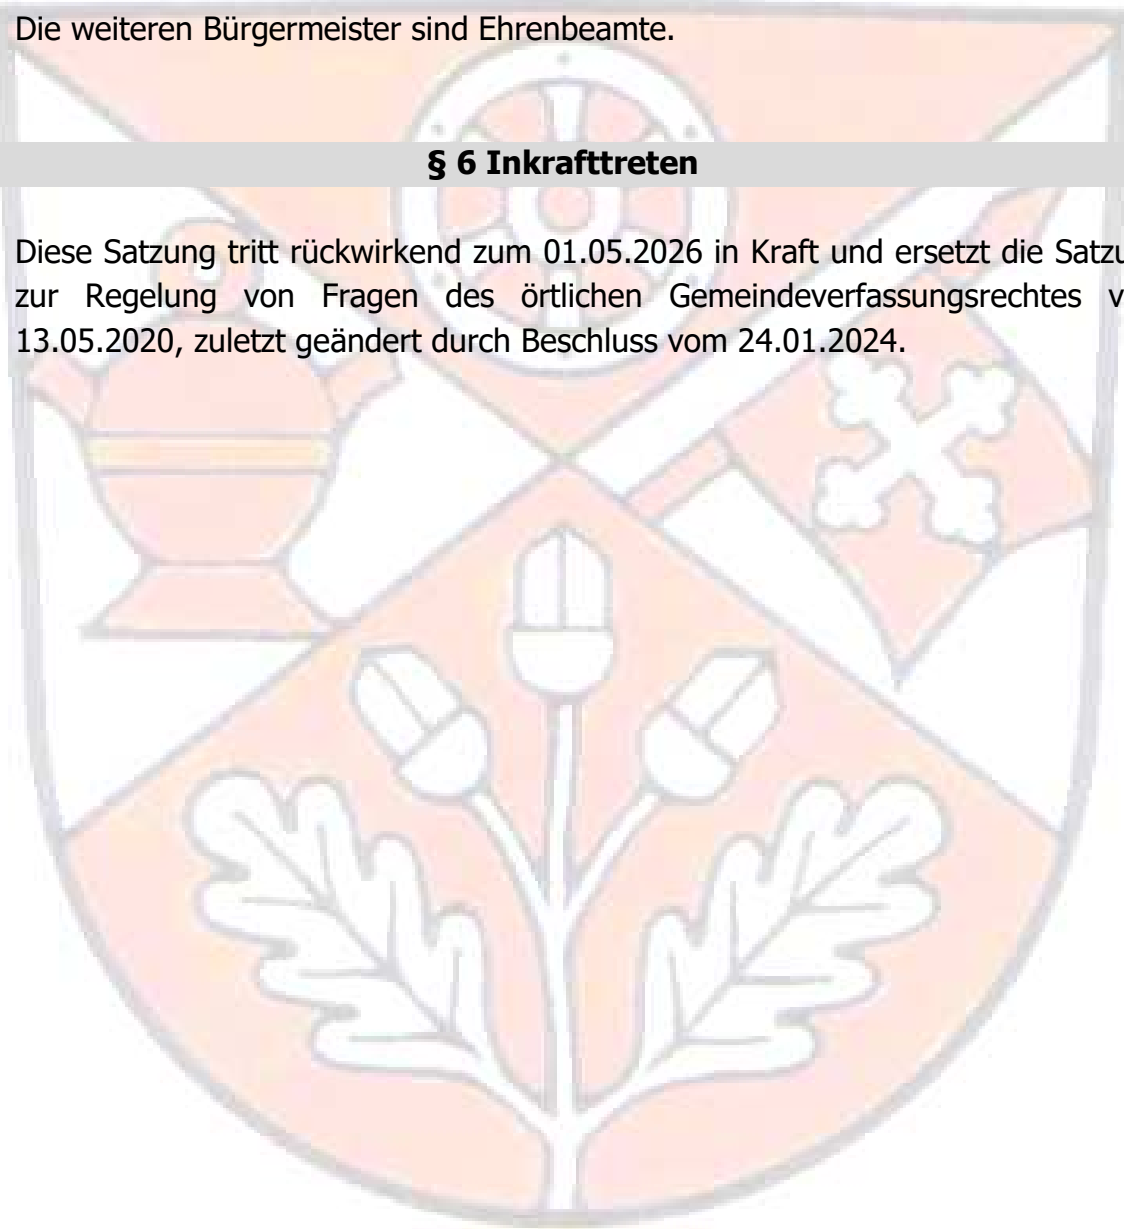 Die weiteren Bürgermeister sind Ehrenbeamte.
§ 6 Inkrafttreten
Diese Satzung tritt rückwirkend zum 01.05.2026 in Kraft und ersetzt die Satzu
zur Regelung von Fragen des örtlichen Gemeindeverfassungsrechtes v
13.05.2020, zuletzt geändert durch Beschluss vom 24.01.2024.